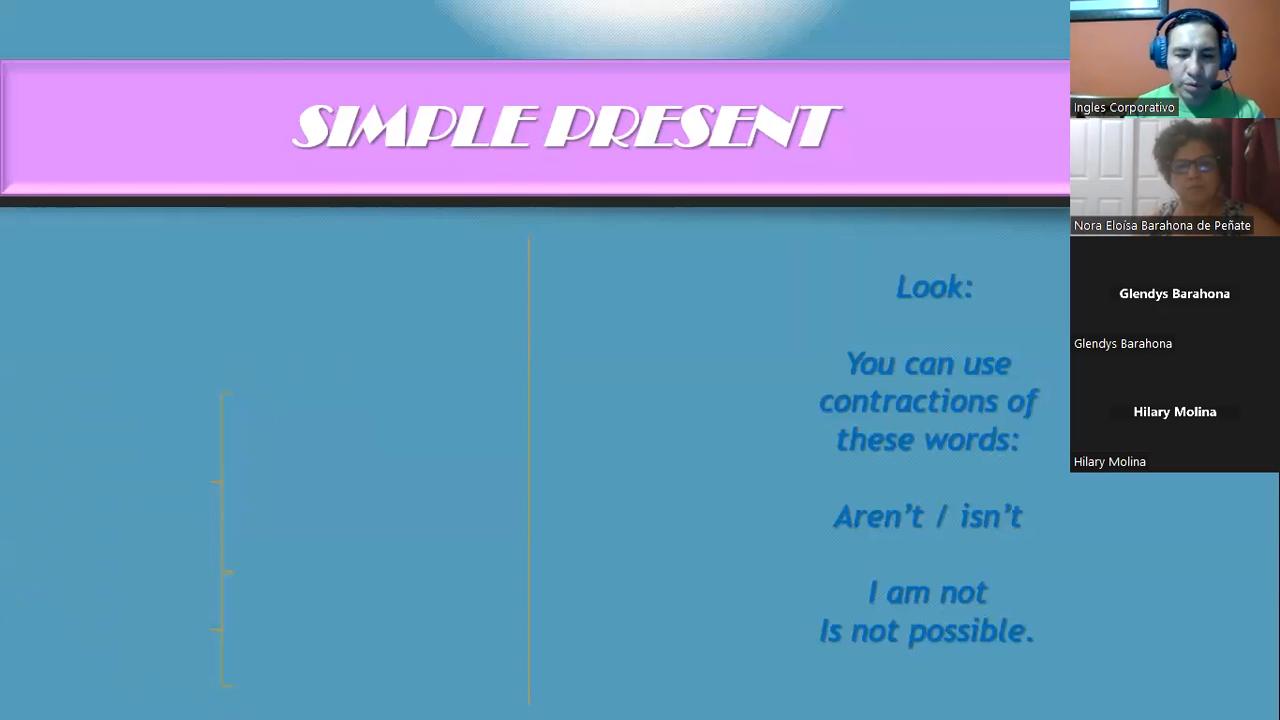 SIMPLE PRESENT
Look:
You can use
contractions of
these words:
Aren’t / isn’t
I am not
Is not possible.
Ingles Corporativo
Nora Eloísa Barahona de Peñate
Glendys Barahona
Glendys Barahona
Hilary Molina
Hilary Molina